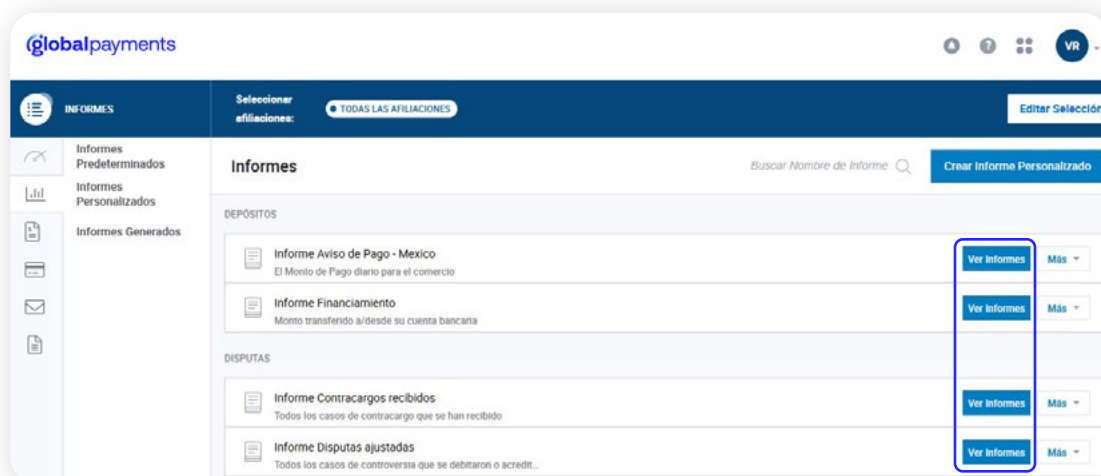 globalpayments
?
VR
INFORMES
Seleccionar
afiliaciones:
TODAS LAS AFILIACIONES
Editar Selección
Informes
Predeterminados
Informes
Personalizados
Informes Generados
Informes
Buscar Nombre de Informe
Crear Informe Personalizado
DEPÓSITOS
Informe Aviso de Pago - Mexico
El Monto de Pago diario para el comercio
Ver Informes
Más
Informe Financiamiento
Monto transferido a/desde su cuenta bancaria
Ver Informes
Más
DISPUTAS
Informe Contracargos recibidos
Todos los casos de contracargo que se han recibido
Ver Informes
Más
Informe Disputas ajustadas
Todos los casos de controversia que se debitaron o acredit...
Ver Informes
Más